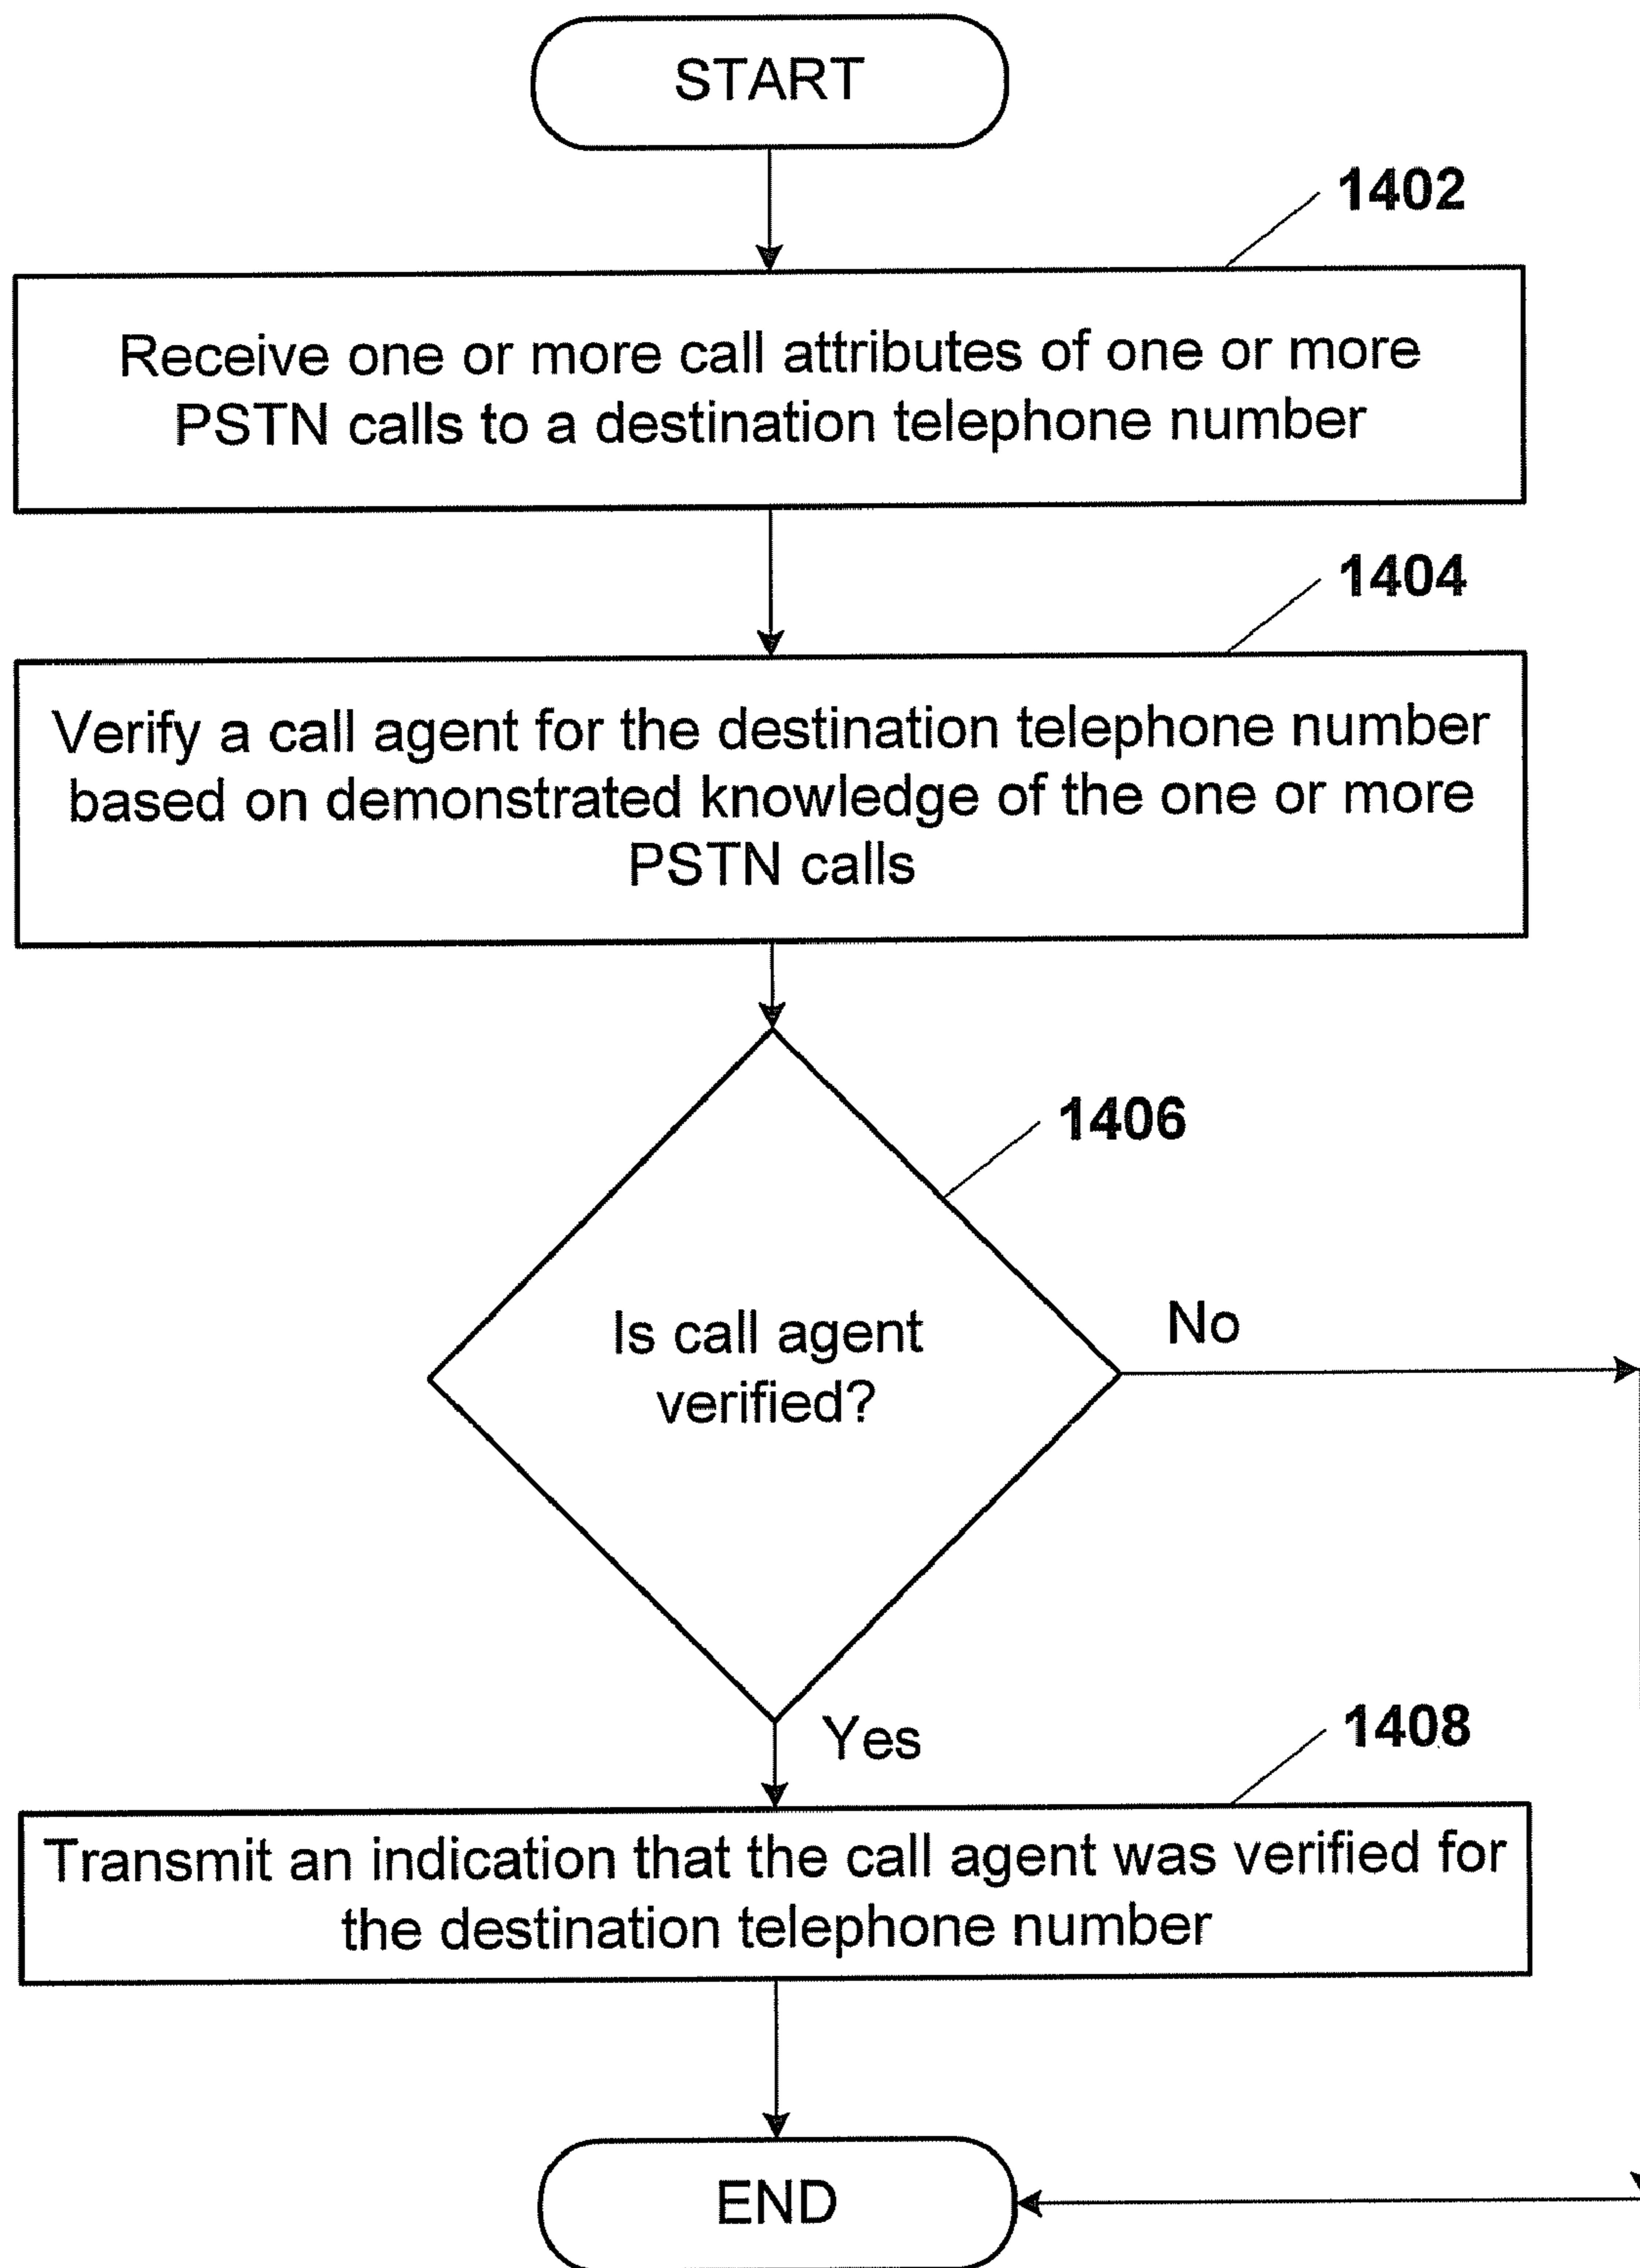 START
1402
Receive one or more call attributes of one or more
PSTN calls to a destination telephone number
1404
Verify a call agent for the destination telephone number
based on demonstrated knowledge of the one or more
PSTN calls
1406
Is call agent
verified?
No
Yes
1408
Transmit an indication that the call agent was verified for
the destination telephone number
END